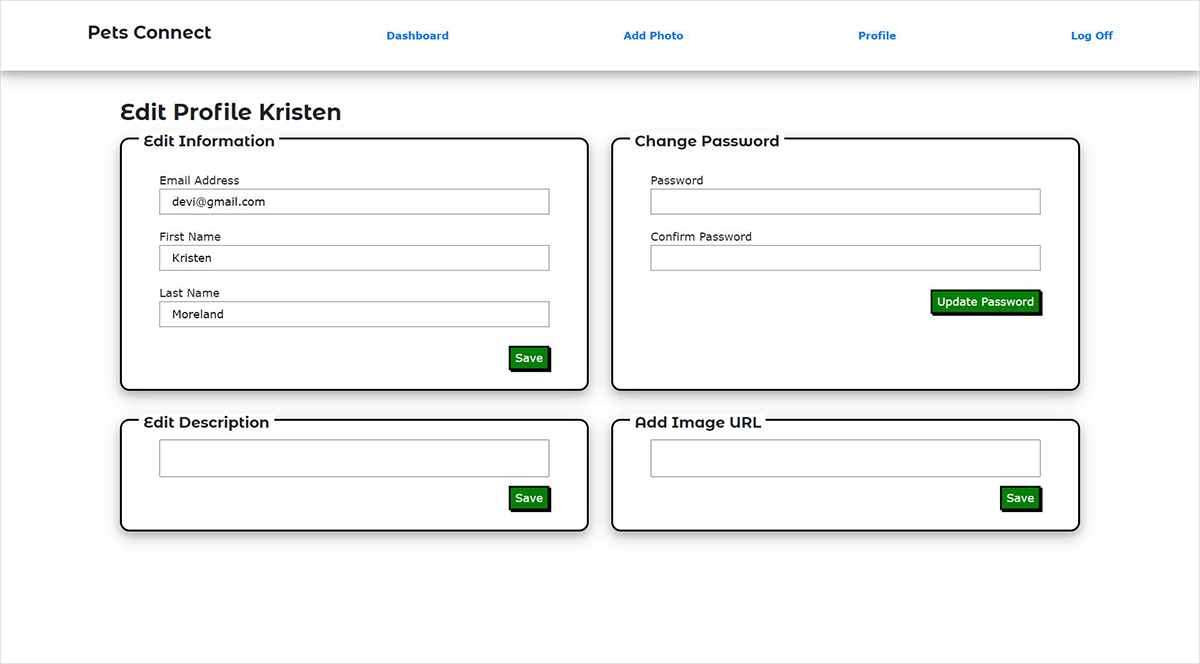 Pets Connect
Dashboard
Add Photo
Profile
Log Off
Edit Profile Kristen
Edit Information
Email Address
devi@gmail.com
First Name
Kristen
Last Name
Moreland
Save
Change Password
Password
Confirm Password
Update Password
Edit Description
Save
Add Image URL
Save